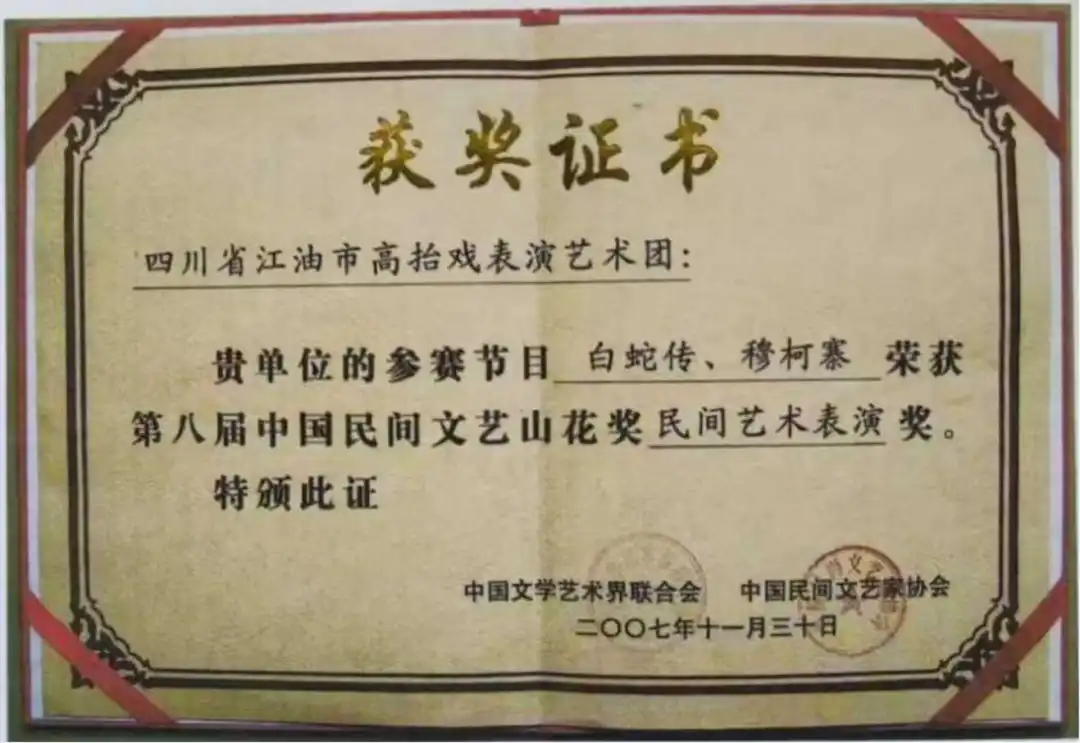 获奖证书
四川省江油市高抬戏表演艺术团：
贵单位的参赛节目 白蛇传、穆柯寨 荣获
第八届中国民间文艺山花奖 民间艺术表演 奖。
特颁此证
中国文学艺术界联合会 中国民间文艺家协会
二〇〇七年十一月三十日